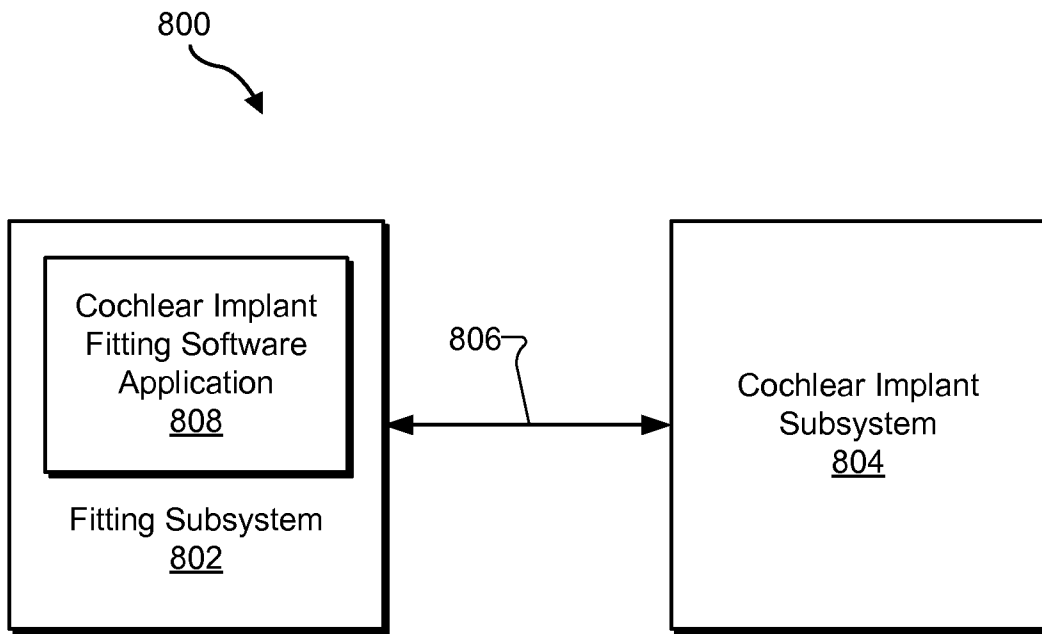 800
Cochlear Implant
Fitting Software
Application
808
Fitting Subsystem
802
806
Cochlear Implant
Subsystem
804